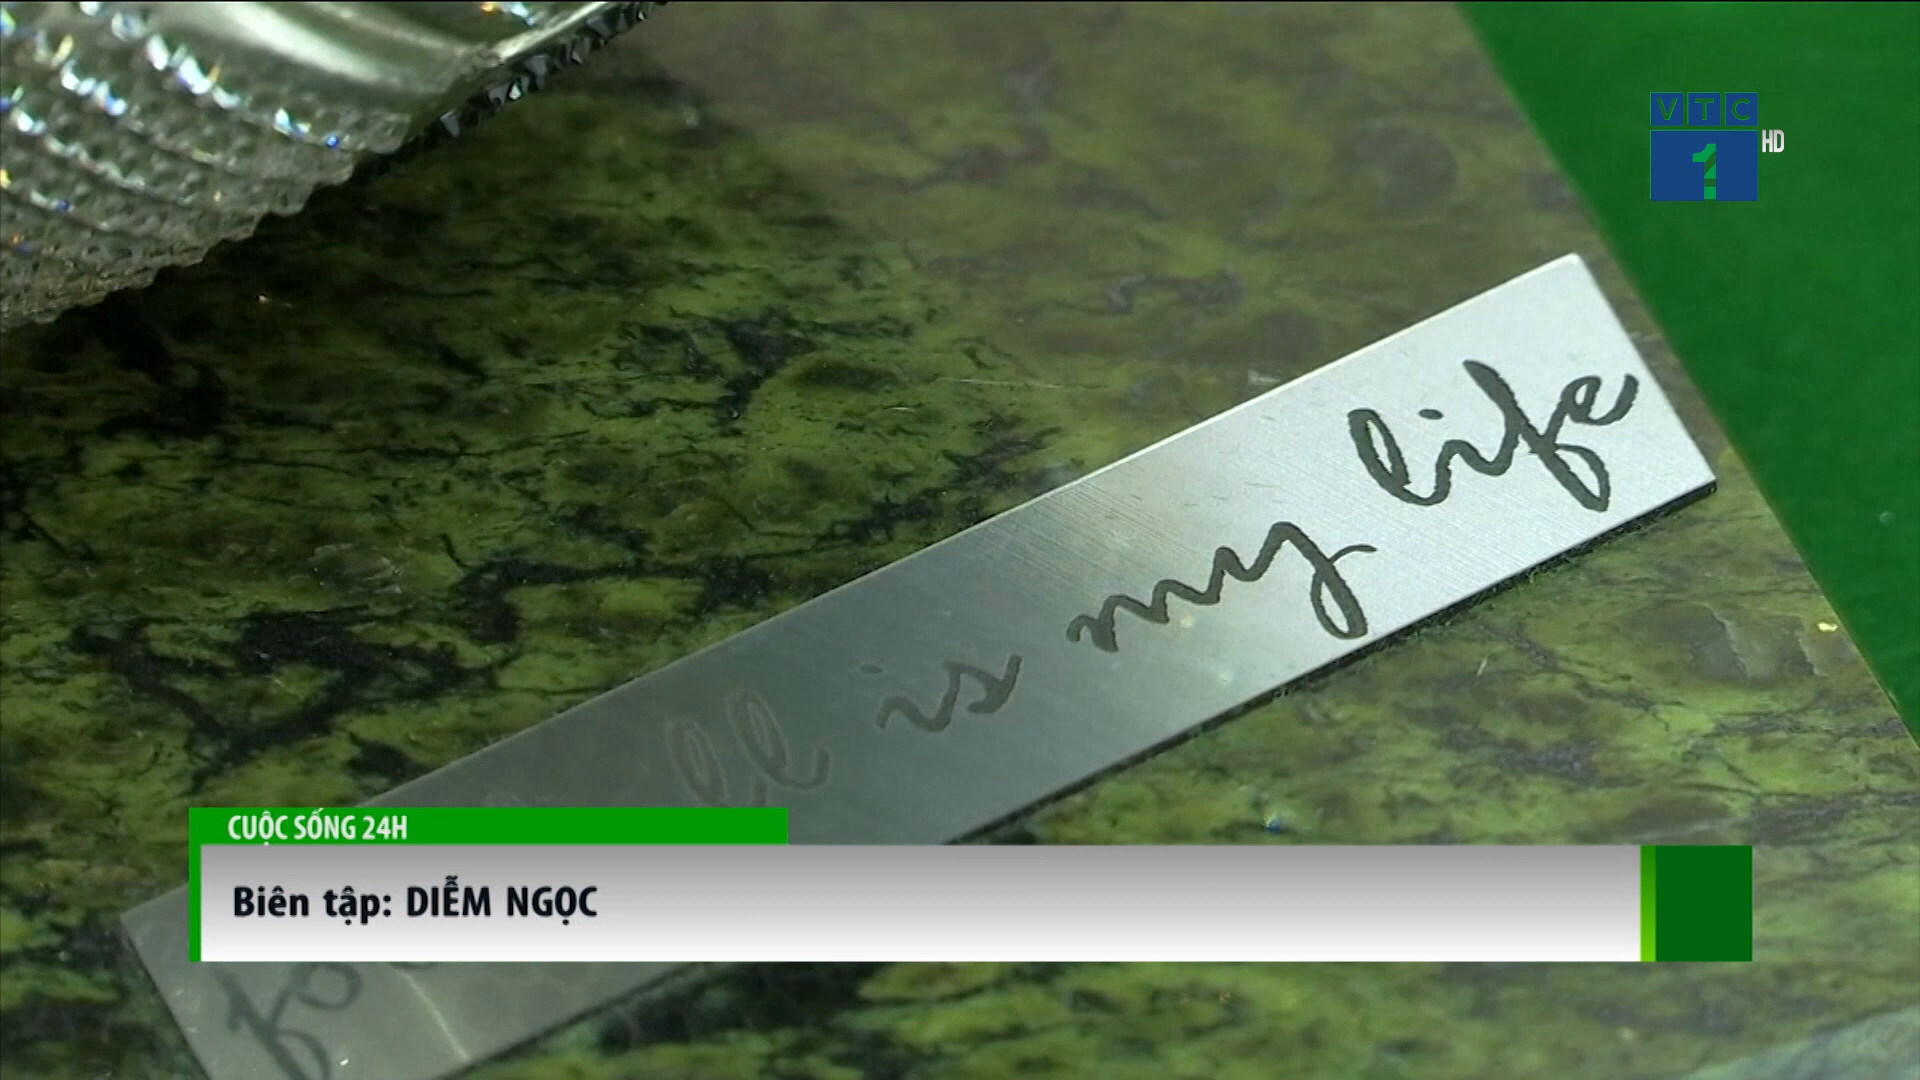 VTC
1 HD
is my life
CUỘC SỐNG 24H
Biên tập: DIỄM NGỌC